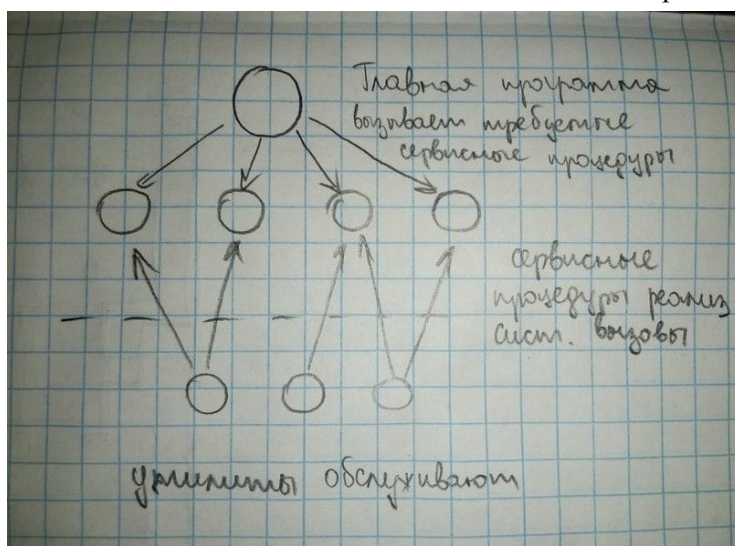 Главная программа
вызывает требуемые
сервисные процедуры
сервисные
процедуры реализ
сист. вызовы
утилиты обслуживают